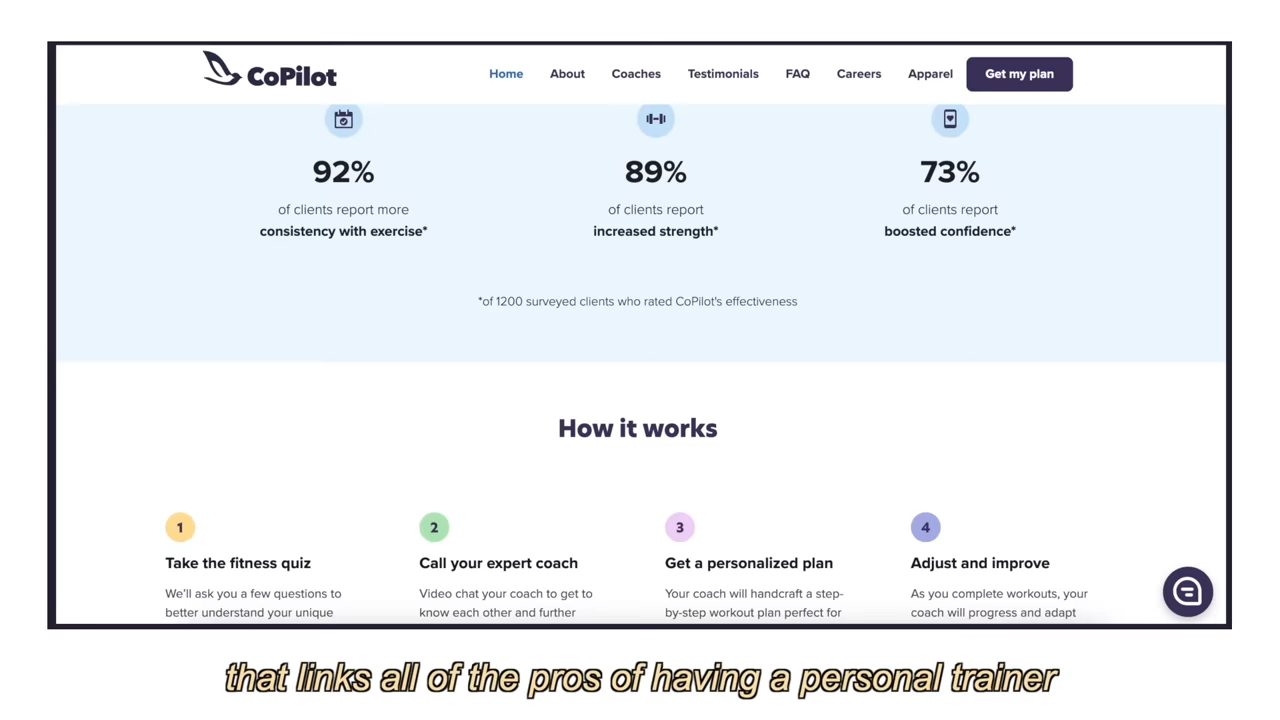 CoPilot
Home About Coaches Testimonials FAQ Careers Apparel Get my plan
92% 89% 73%
of clients report more of clients report of clients report
consistency with exercise* increased strength* boosted confidence*
*of 1200 surveyed clients who rated CoPilot's effectiveness
How it works
1 2 3 4
Take the fitness quiz Call your expert coach Get a personalized plan Adjust and improve
We'll ask you a few questions to Video chat your coach to get to Your coach will handcraft a step- As you complete workouts, your
better understand your unique know each other and further by-step workout plan perfect for coach will progress and adapt
that links all of the pros of having a personal trainer